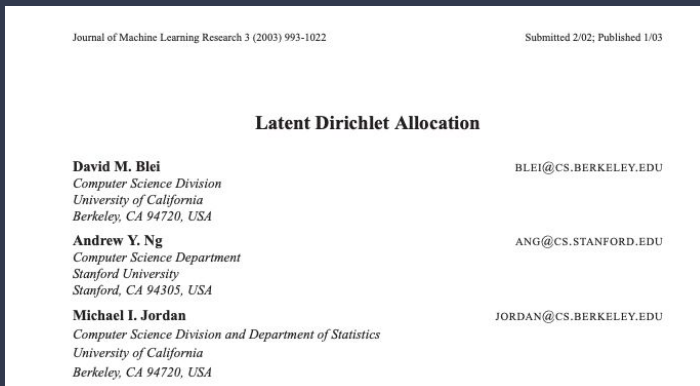 Journal of Machine Learning Research 3 (2003) 993-1022 Submitted 2/02; Published 1/03
Latent Dirichlet Allocation
David M. Blei BLEI@CS.BERKELEY.EDU
Computer Science Division
University of California
Berkeley, CA 94720, USA
Andrew Y. Ng ANG@CS.STANFORD.EDU
Computer Science Department
Stanford University
Stanford, CA 94305, USA
Michael I. Jordan JORDAN@CS.BERKELEY.EDU
Computer Science Division and Department of Statistics
University of California
Berkeley, CA 94720, USA